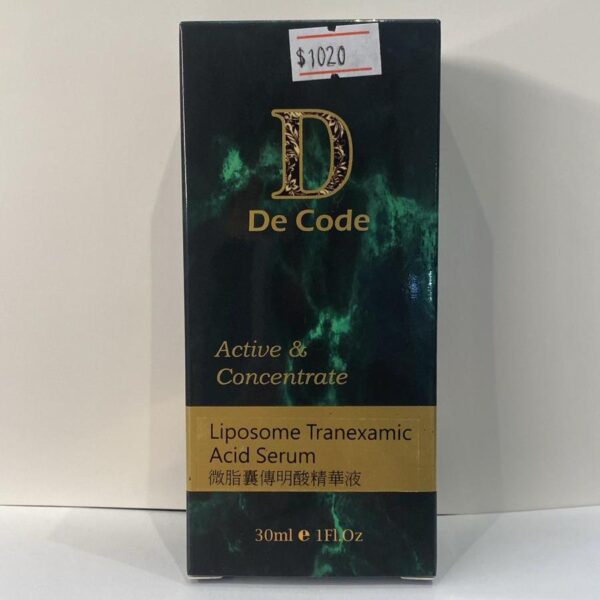 $1020
D
De Code
Active &
Concentrate
Liposome Tranexamic
Acid Serum
微脂囊傳明酸精華液
30ml e 1Fl.Oz